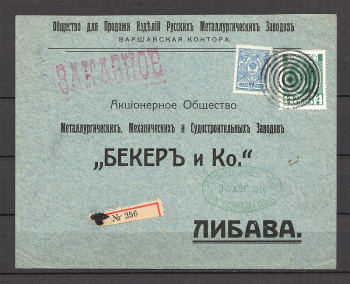 Общество для Продажи Издѣлій Русскихъ Металлургическихъ Заводовъ
ВАРШАВСКАЯ КОНТОРА.
ЗАКАЗНОЕ
Акціонерное Общество
Металлургическихъ, Механическихъ и Судостроительныхъ Заводовъ
„БЕКЕРЪ и Ко.“
№ 256
ЛИБАВА.